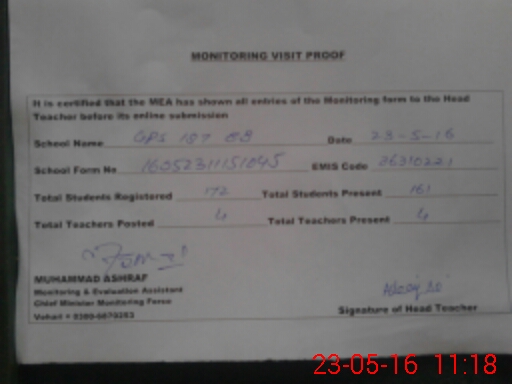 MONITORING VISIT PROOF
It is certified that the MEA has shown all entries of the Monitoring form to the Head
Teacher before its online submission
School Name GPS 187 Date 23-5-16
School Form No 16052311151045 EMIS Code 36310221
Total Students Registered 172 Total Students Present 161
Total Teachers Posted 4 Total Teachers Present 4
MUHAMMAD ASHRAF
Monitoring & Evaluation Assistant
Chief Minister Monitoring Force
Signature of Head Teacher
23-05-16 11:18